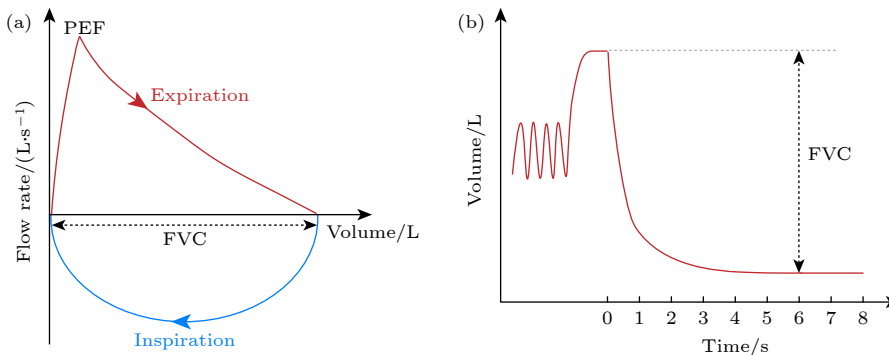 (a)
PEF
Expiration
Flow rate/(L·s⁻¹)
FVC
Volume/L
Inspiration
(b)
Volume/L
FVC
0 1 2 3 4 5 6 7 8
Time/s